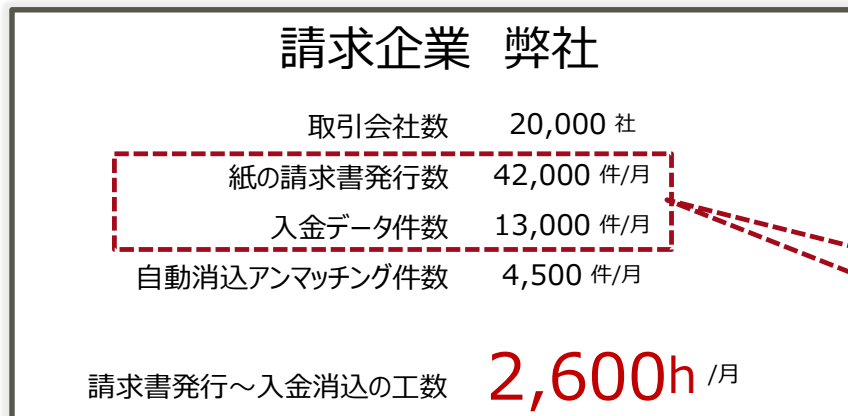 請求企業 弊社
取引会社数 20,000 社
紙の請求書発行数 42,000 件/月
入金データ件数 13,000 件/月
自動消込アンマッチング件数 4,500 件/月
請求書発行～入金消込の工数 2,600h /月